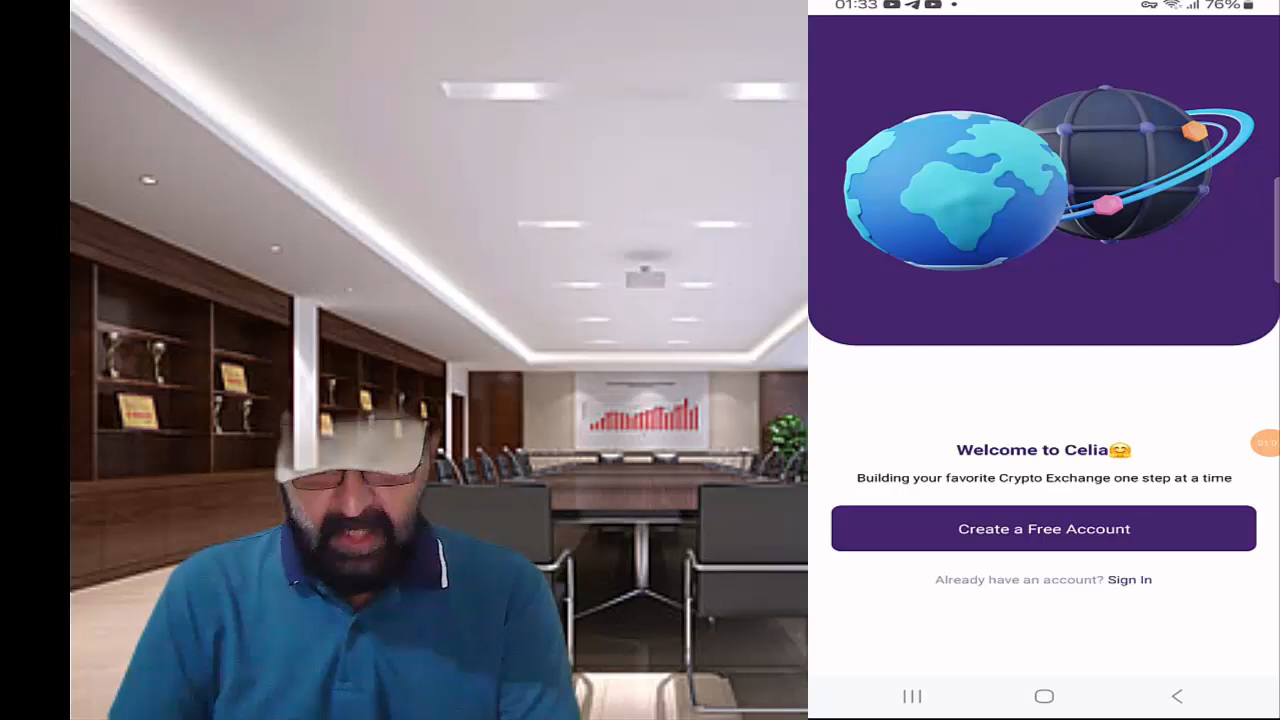 01:33
76%
Welcome to Celia🤗
Building your favorite Crypto Exchange one step at a time
Create a Free Account
Already have an account? Sign In